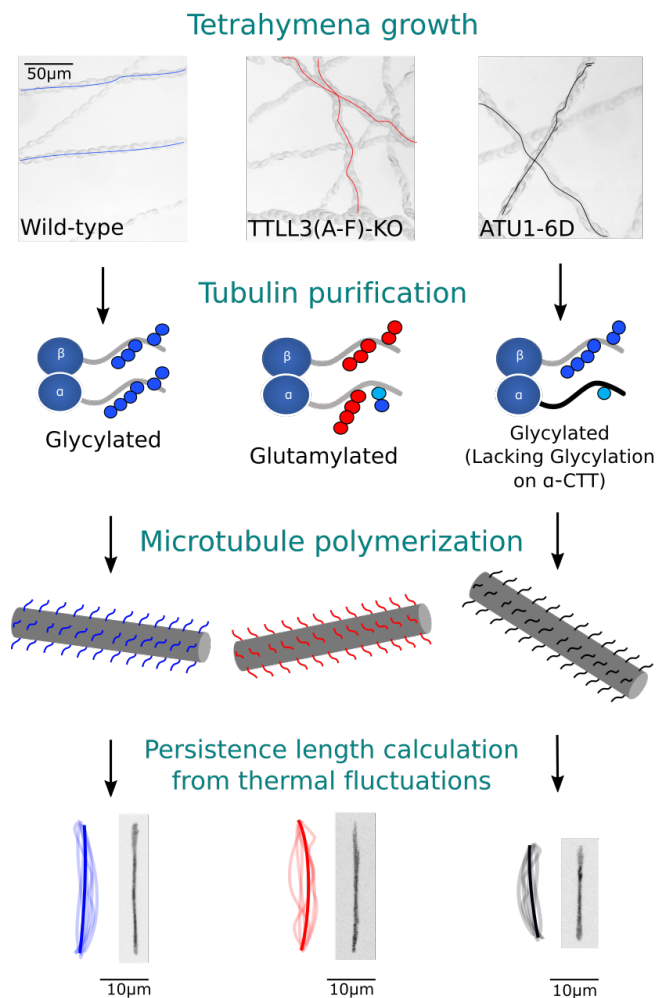 Tetrahymena growth
50μm
Wild-type
TTLL3(A-F)-KO
ATU1-6D
Tubulin purification
β
α
Glycylated
β
α
Glutamylated
β
α
Glycylated
(Lacking Glycylation
on α-CTT)
Microtubule polymerization
Persistence length calculation
from thermal fluctuations
10μm
10μm
10μm